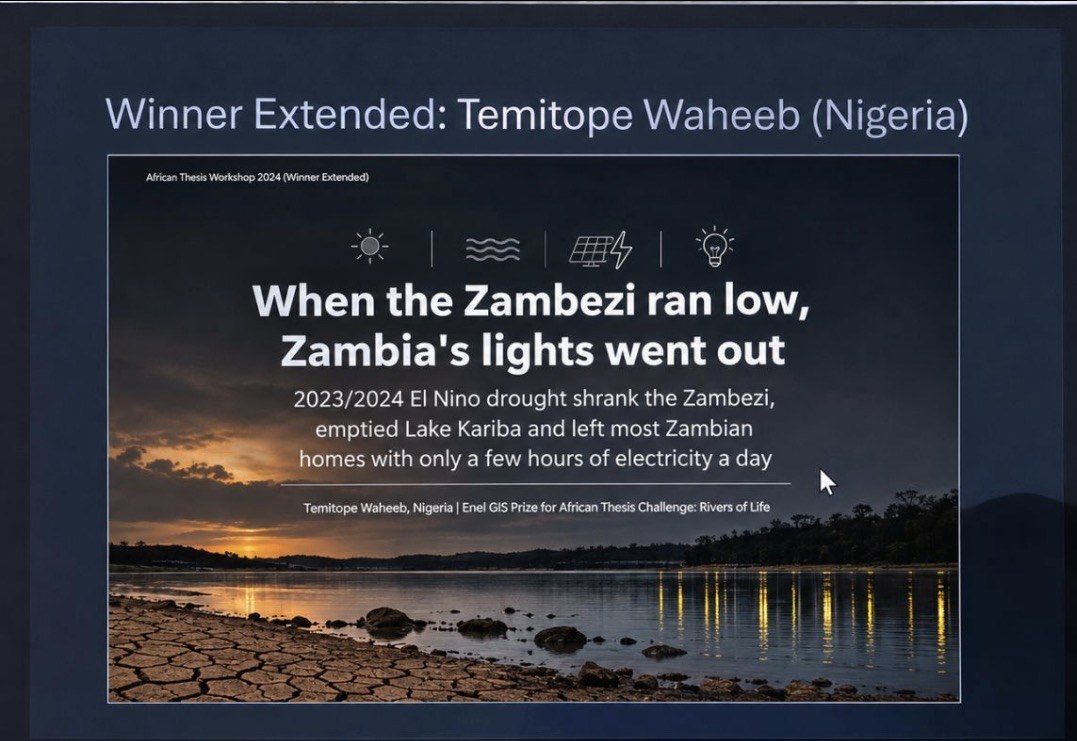 Winner Extended: Temitope Waheeb (Nigeria)
African Thesis Workshop 2024 (Winner Extended)
When the Zambezi ran low,
Zambia's lights went out
2023/2024 El Nino drought shrank the Zambezi,
emptied Lake Kariba and left most Zambian
homes with only a few hours of electricity a day
Temitope Waheeb, Nigeria | Enel GIS Prize for African Thesis Challenge: Rivers of Life